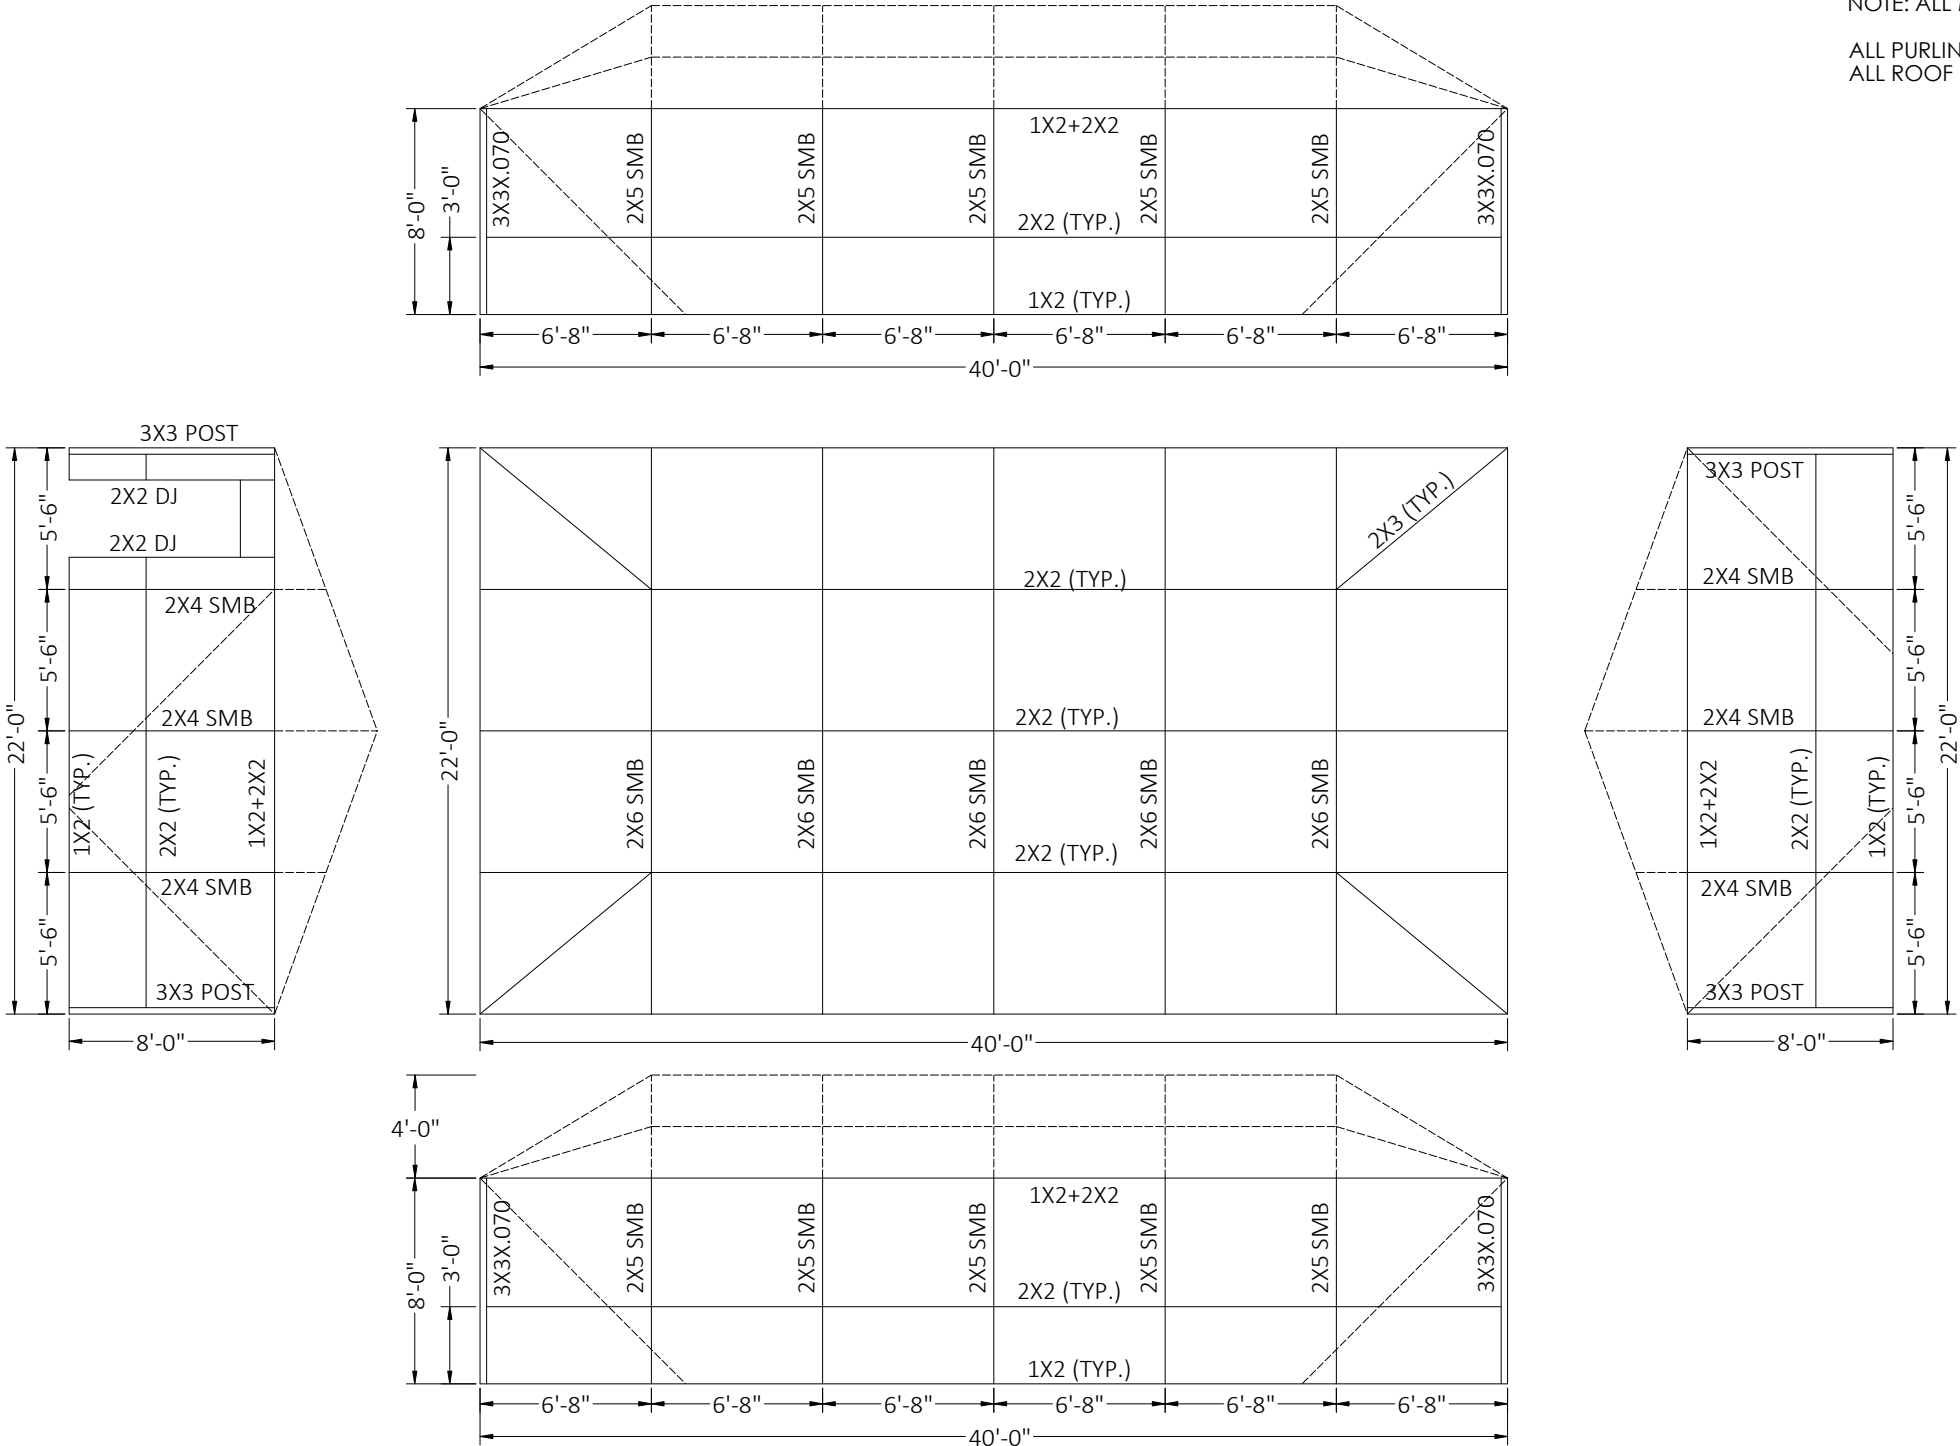 NOTE: ALL
ALL PURLIN
ALL ROOF
1X2+2X2
3X3X.070
2X5 SMB
2X5 SMB
2X5 SMB
2X5 SMB
2X5 SMB
3X3X.070
8'-0"
3'-0"
2X2 (TYP.)
1X2 (TYP.)
6'-8"
6'-8"
6'-8"
6'-8"
6'-8"
6'-8"
40'-0"
3X3 POST
2X2 DJ
2X2 DJ
2X4 SMB
2X4 SMB
2X4 SMB
3X3 POST
22'-0"
5'-6"
5'-6"
5'-6"
5'-6"
1X2 (TYP.)
2X2 (TYP.)
1X2+2X2
8'-0"
22'-0"
2X3 (TYP.)
2X2 (TYP.)
2X2 (TYP.)
2X6 SMB
2X6 SMB
2X6 SMB
2X6 SMB
2X6 SMB
2X2 (TYP.)
40'-0"
3X3 POST
2X4 SMB
2X4 SMB
1X2+2X2
2X2 (TYP.)
1X2 (TYP.)
2X4 SMB
3X3 POST
5'-6"
5'-6"
5'-6"
5'-6"
22'-0"
8'-0"
4'-0"
1X2+2X2
3X3X.070
2X5 SMB
2X5 SMB
2X5 SMB
2X5 SMB
2X5 SMB
3X3X.070
8'-0"
3'-0"
2X2 (TYP.)
1X2 (TYP.)
6'-8"
6'-8"
6'-8"
6'-8"
6'-8"
6'-8"
40'-0"